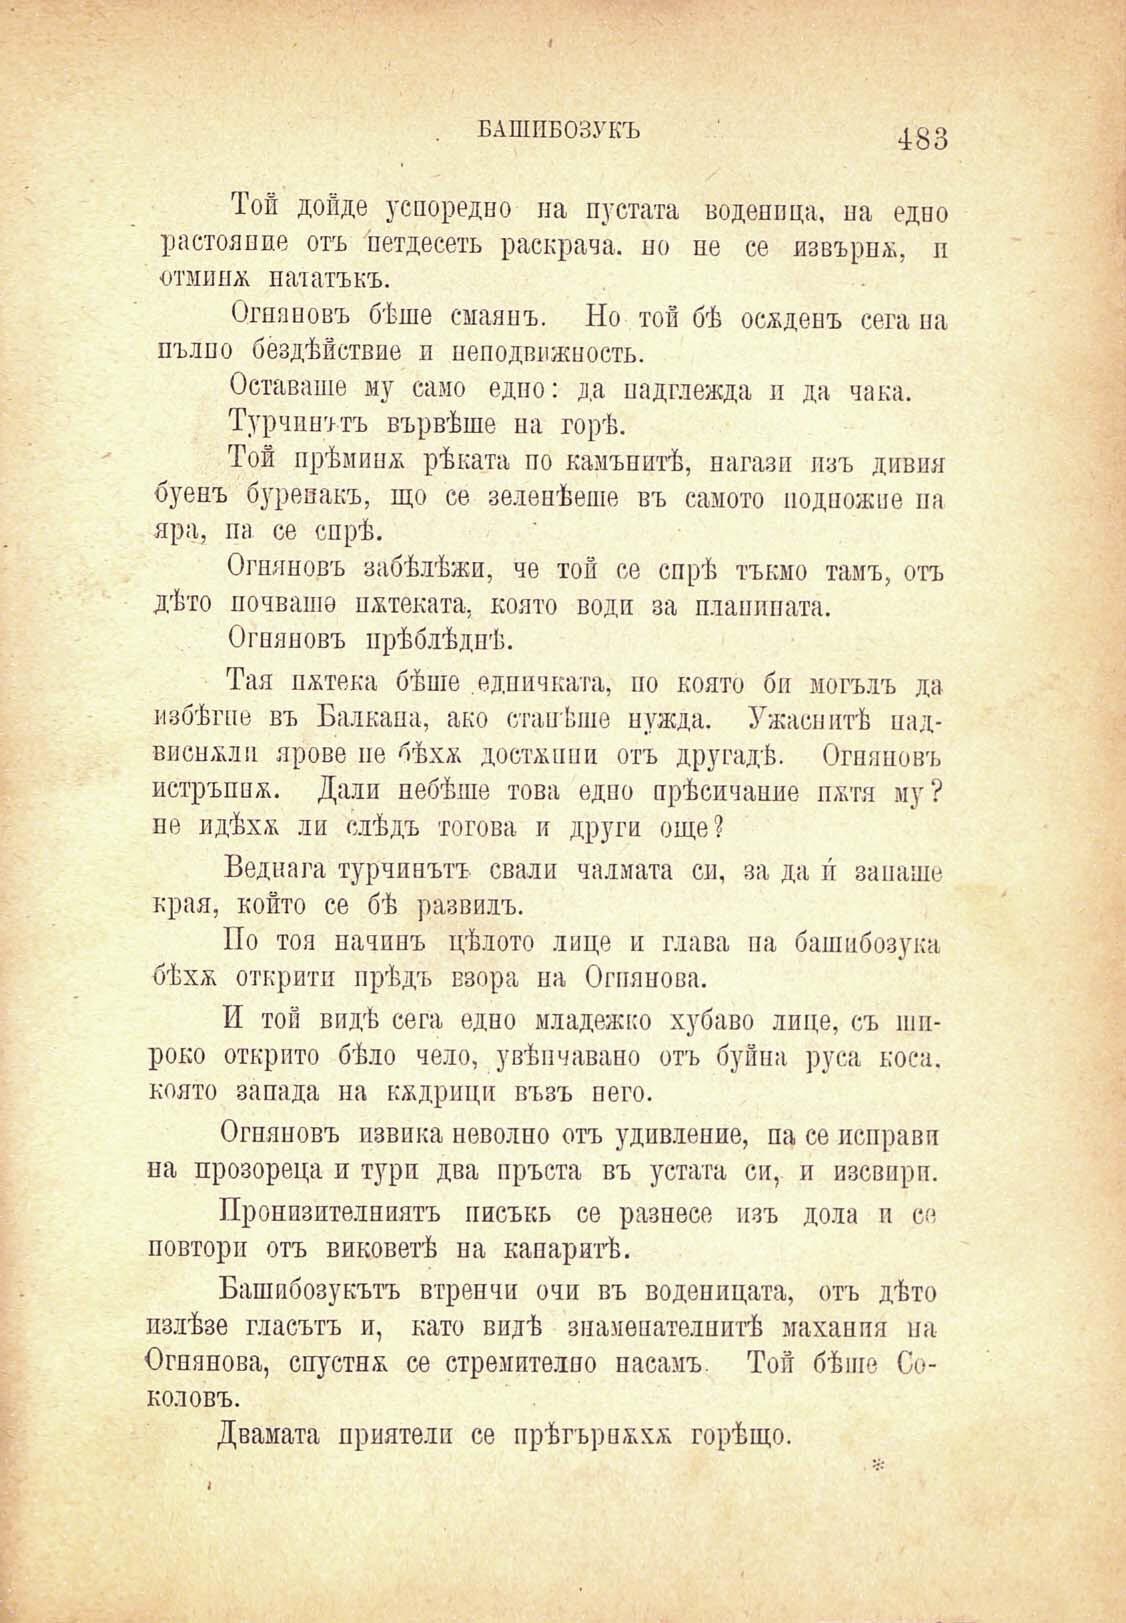 БАШИБОЗУКЪ
483
Той дойде успоредно на пустата воденица, на едно
растояние отъ петдесеть раскрача. но не се извърнѫ, и
отминѫ нататъкъ.
Огняновъ бѣше смаянъ. Но той бѣ осѫденъ сега на
пълно бездѣйствие и неподвижность.
Оставаше му само едно: да надглежда и да чака.
Турчинътъ вървѣше на горѣ.
Той прѣминѫ рѣката по камънитѣ, нагази изъ дивия
буенъ буренакъ, що се зеленѣеше въ самото подножие на
яра, па се спрѣ.
Огняновъ забѣлѣжи, че той се спрѣ тъкмо тамъ, отъ
дѣто почваше пѫтеката, която води за планината.
Огняновъ прѣблѣднѣ.
Тая пѫтека бѣше едничката, по която би могълъ да
избѣгне въ Балкана, ако станѣше нужда. Ужаснитѣ над-
виснѫли ярове не бѣхѫ достѫпни отъ другадѣ. Огняновъ
истръпнѫ. Дали небѣше това едно прѣсичание пѫтя му?
не идѣхѫ ли слѣдъ тогова и други още?
Веднага турчинътъ свали чалмата си, за да ѝ запаше
края, който се бѣ развилъ.
По тоя начинъ цѣлото лице и глава на башибозука
бѣхѫ открити прѣдъ взора на Огнянова.
И той видѣ сега едно младежко хубаво лице, съ ши-
роко открито бѣло чело, увѣнчавано отъ буйна руса коса,
която запада на кѫдрици възъ него.
Огняновъ извика неволно отъ удивление, па се исправи
на прозореца и тури два пръста въ устата си, и изсвири.
Пронизителниятъ писъкь се разнесе изъ дола и се
повтори отъ виковетѣ на канаритѣ.
Башибозукътъ втренчи очи въ воденицата, отъ дѣто
излѣзе гласътъ и, като видѣ знаменателнитѣ махания на
Огнянова, спустнѫ се стремително насамъ. Той бѣше Со-
коловъ.
Двамата приятели се прѣгърнѫхѫ горѣщо.
*